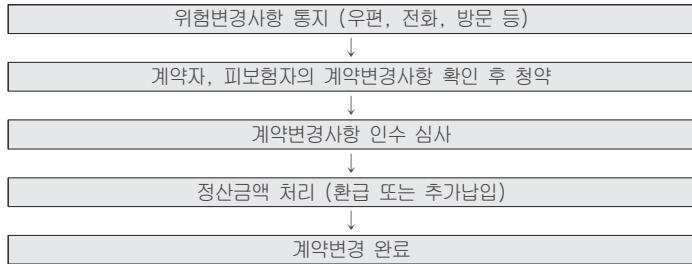 위험변경사항 통지 (우편, 전화, 방문 등)
↓
계약자, 피보험자의 계약변경사항 확인 후 청약
↓
계약변경사항 인수 심사
↓
정산금액 처리 (환급 또는 추가납입)
↓
계약변경 완료